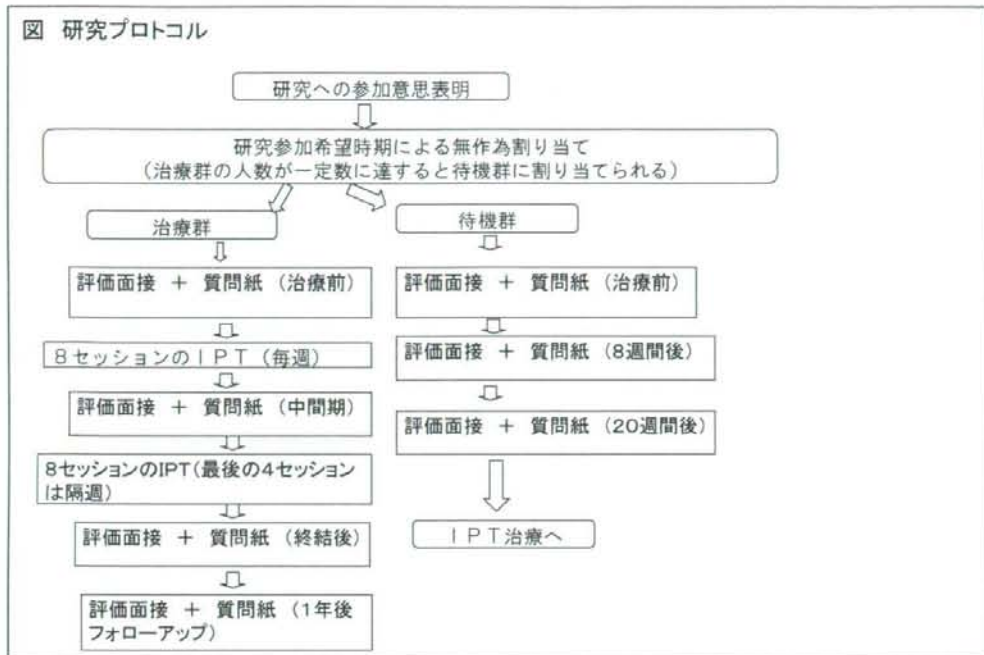 図 研究プロトコル
研究への参加意思表明
研究参加希望時期による無作為割り当て
（治療群の人数が一定数に達すると待機群に割り当てられる）
治療群
評価面接 ＋ 質問紙（治療前）
８セッションのＩＰＴ（毎週）
評価面接 ＋ 質問紙（中間期）
8セッションのIPT（最後の4セッション
は隔週）
評価面接 ＋ 質問紙（終結後）
評価面接 ＋ 質問紙（1年後
フォローアップ）
待機群
評価面接 ＋ 質問紙（治療前）
評価面接 ＋ 質問紙（8週間後）
評価面接 ＋ 質問紙（20週間後）
ＩＰＴ治療へ